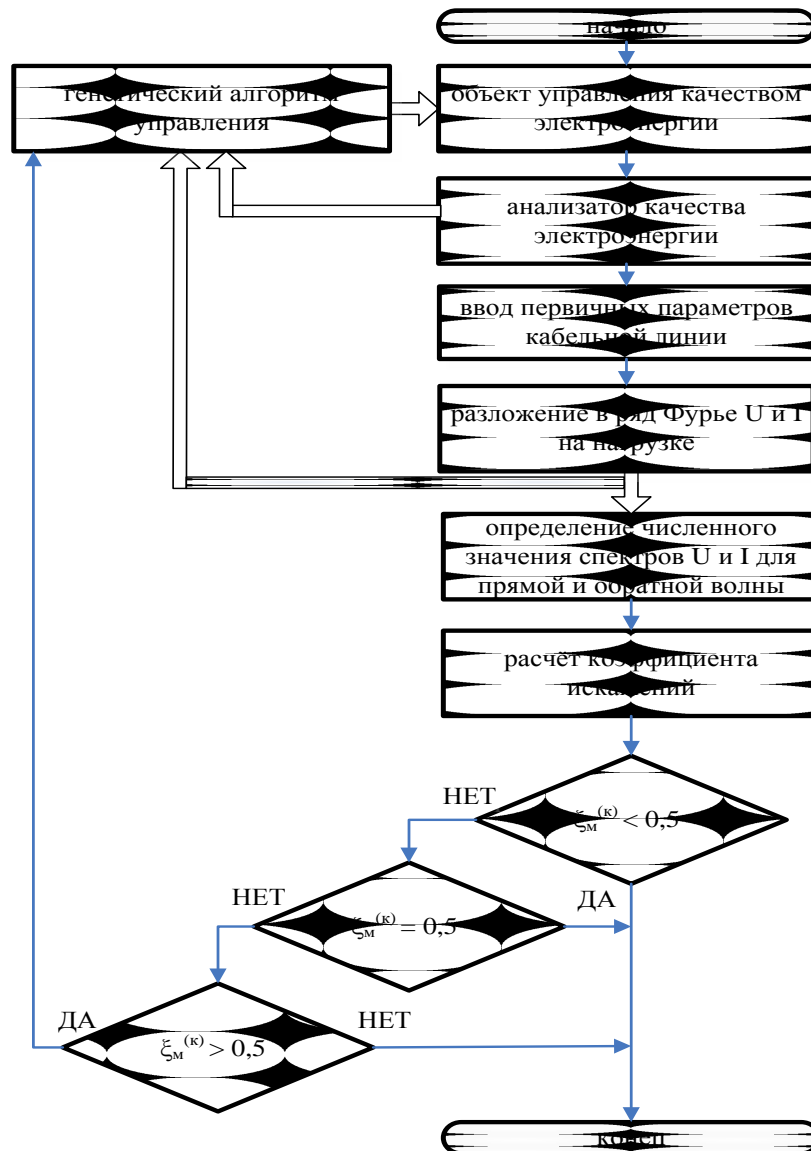 начало
генетический алгоритм
управления
объект управления качеством
электроэнергии
анализатор качества
электроэнергии
ввод первичных параметров
кабельной линии
разложение в ряд Фурье U и I
на нагрузке
определение численного
значения спектров U и I для
прямой и обратной волны
расчёт коэффициента
искажений
НЕТ
ξм(к) < 0,5
НЕТ
ξм(к) = 0,5
ДА
ДА
ξм(к) > 0,5
НЕТ
конец